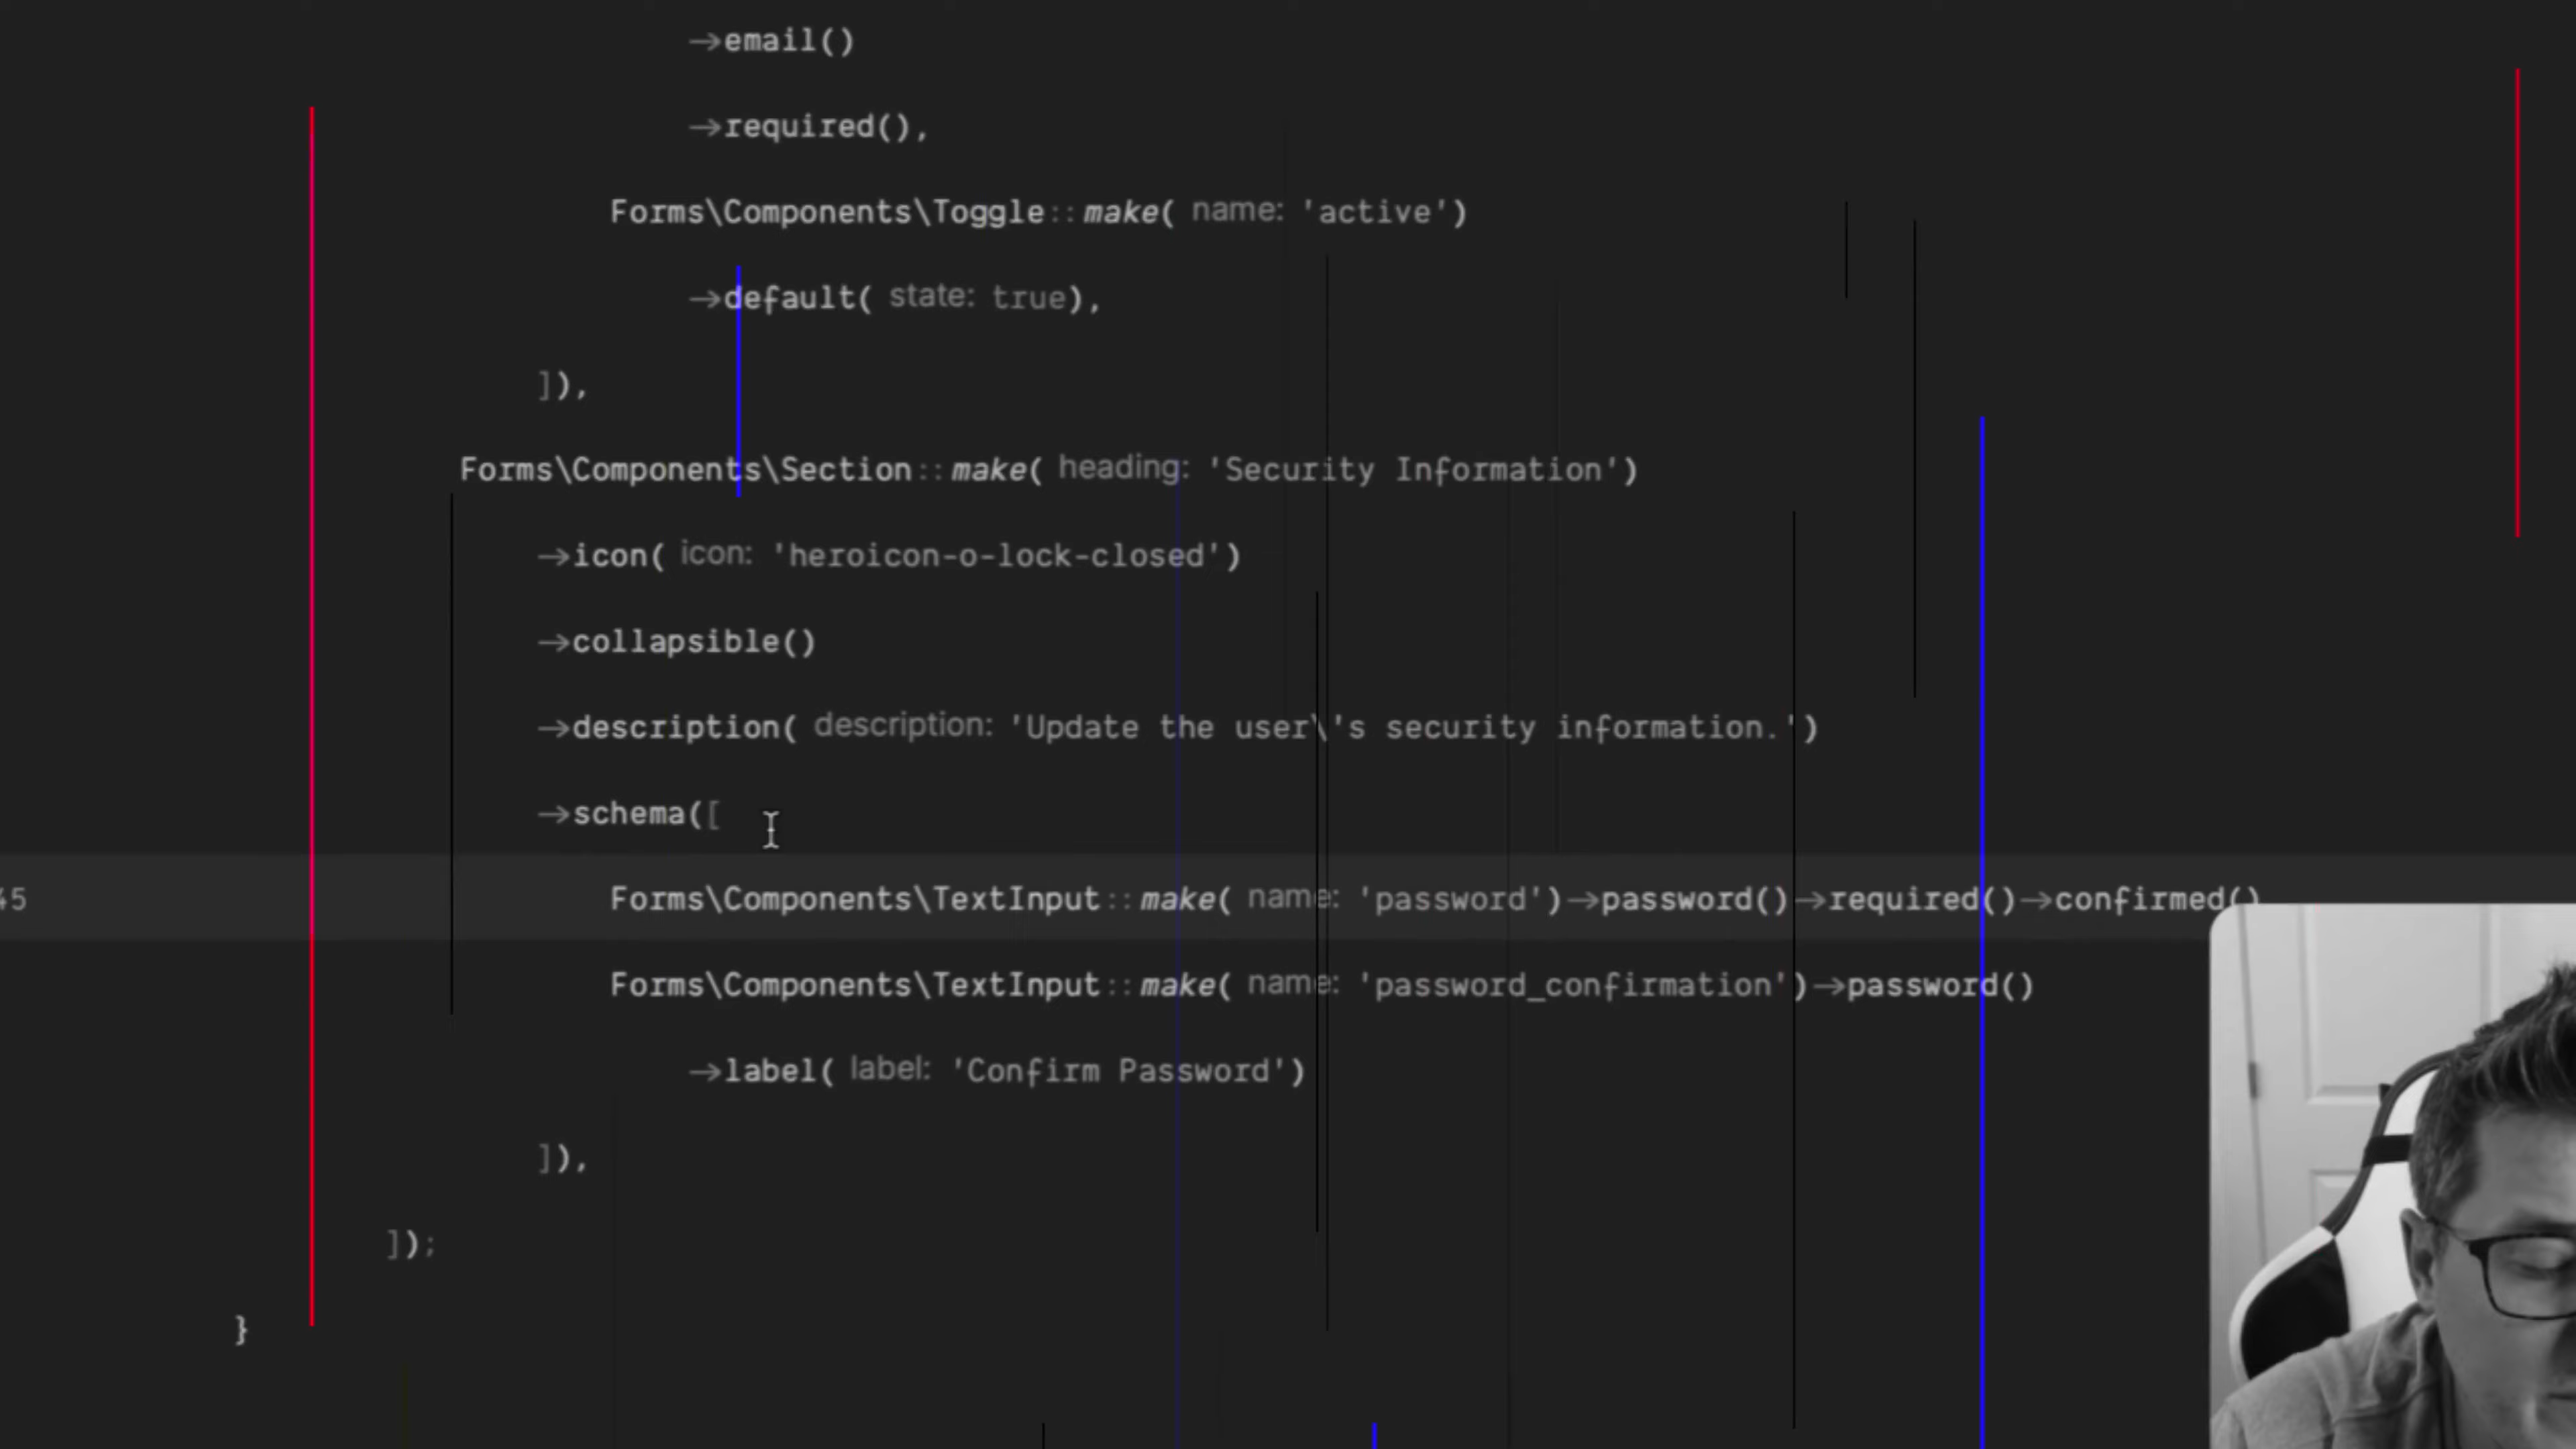 ->email()
->required(),
Forms\Components\Toggle::make( name: 'active')
->default( state: true),
]),
Forms\Components\Section::make( heading: 'Security Information')
->icon( icon: 'heroicon-o-lock-closed')
->collapsible()
->description( description: 'Update the user\'s security information.')
->schema([
45 Forms\Components\TextInput::make( name: 'password')->password()->required()->confirmed()
Forms\Components\TextInput::make( name: 'password_confirmation')->password()
->label( label: 'Confirm Password')
]),
]);
}